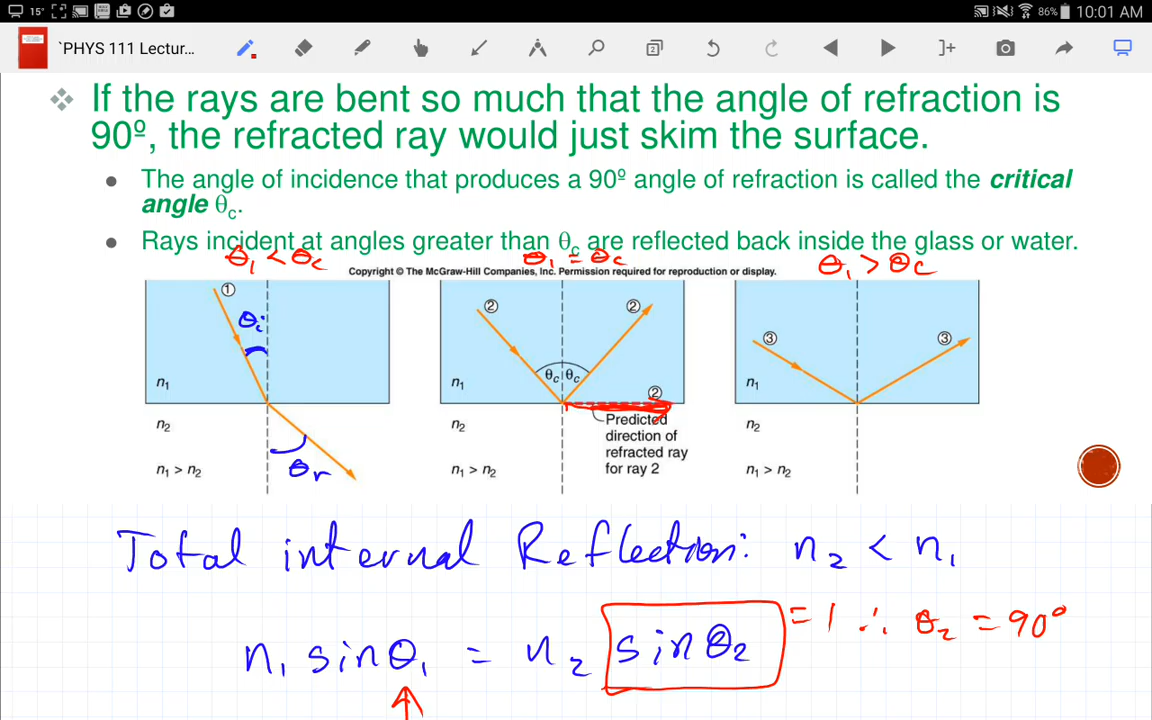 15°
86% 10:01 AM
`PHYS 111 Lectur...
2
❖ If the rays are bent so much that the angle of refraction is
90º, the refracted ray would just skim the surface.
• The angle of incidence that produces a 90º angle of refraction is called the critical
angle θc.
• Rays incident at angles greater than θc are reflected back inside the glass or water.
θ₁ < θc θ₁ = θc θ₁ > θc
Copyright © The McGraw-Hill Companies, Inc. Permission required for reproduction or display.
① θi n₁
n₂
n₁ > n₂ θr
② ② θc θc n₁ ②
n₂ Predicted
direction of
refracted ray
for ray 2
n₁ > n₂
③ ③
n₁
n₂
n₁ > n₂
Total internal Reflection: n₂ < n₁
n₁ sinθ₁ = n₂ sinθ₂ = 1 ∴ θ₂ = 90°